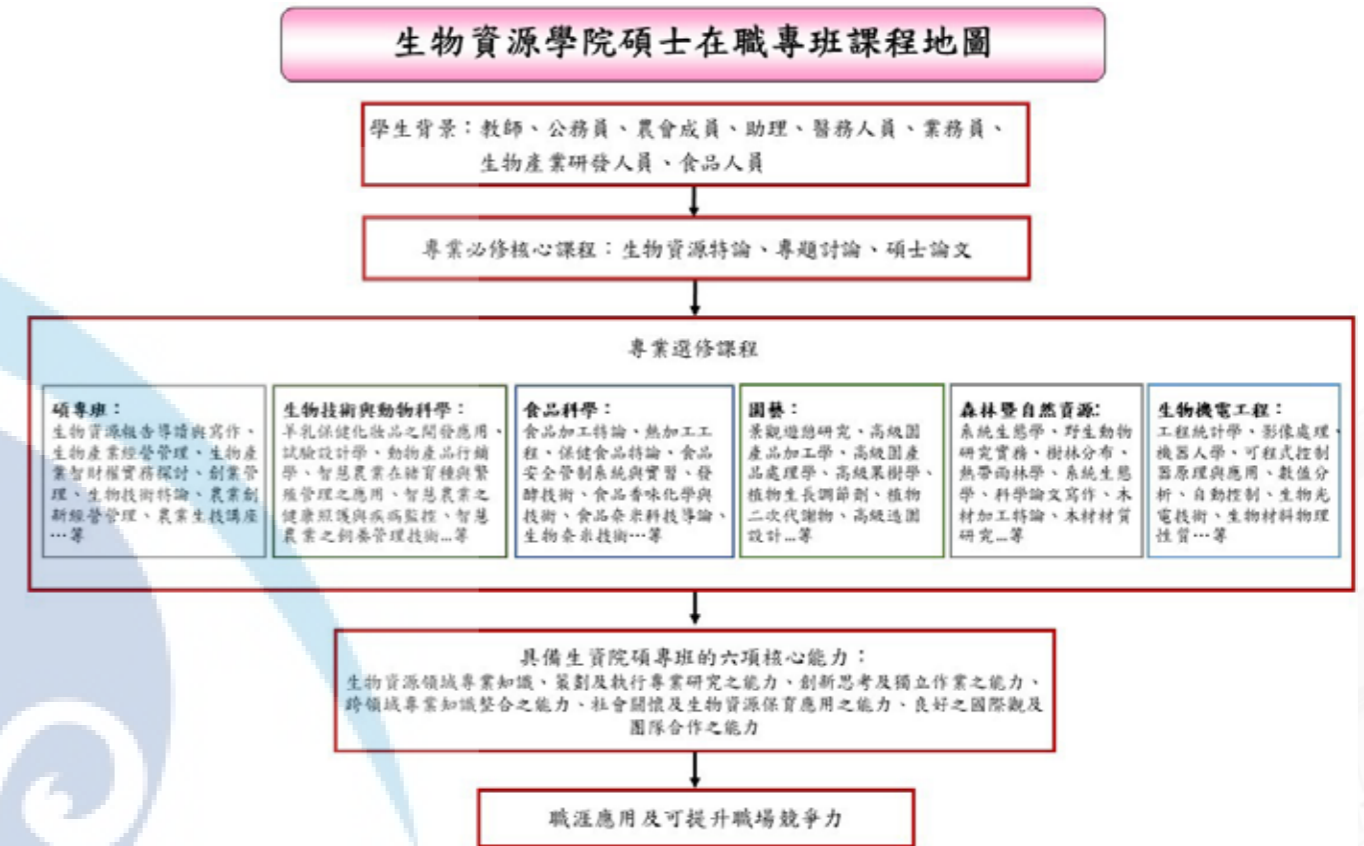 生物資源學院碩士在職專班課程地圖
學生背景：教師、公務員、農會成員、助理、醫務人員、業務員、
生物產業研發人員、食品人員
專業必修核心課程：生物資源特論、專題討論、碩士論文
專業選修課程
碩專班：
生物資源報告導讀與寫作、
生物產業經營管理、生物產
業智財權實務探討、創業管
理、生物技術特論、農業創
新經營管理、農業生技講座
…等
生物技術與動物科學：
羊乳保健化妝品之開發應用、
試驗設計學、動物產品行銷
學、智慧農業在豬育種與繁
殖管理之應用、智慧農業之
健康照護與疾病監控、智慧
農業之飼養管理技術...等
食品科學：
食品加工特論、熱加工工
程、保健食品特論、食品
安全管制系統與實習、發
酵技術、食品香味化學與
技術、食品奈米科技導論、
生物奈米技術…等
園藝：
景觀遊憩研究、高級園
產品加工學、高級園產
品處理學、高級果樹學、
植物生長調節劑、植物
二次代謝物、高級造園
設計...等
森林暨自然資源:
系統生態學、野生動物
研究實務、樹林分布、
熱帶雨林學、系統生態
學、科學論文寫作、木
材加工特論、木材材質
研究...等
生物機電工程：
工程統計學、影像處理、
機器人學、可程式控制
器原理與應用、數值分
析、自動控制、生物光
電技術、生物材料物理
性質…等
具備生資院碩專班的六項核心能力：
生物資源領域專業知識、策劃及執行專業研究之能力、創新思考及獨立作業之能力、
跨領域專業知識整合之能力、社會關懷及生物資源保育應用之能力、良好之國際觀及
團隊合作之能力
職涯應用及可提升職場競爭力